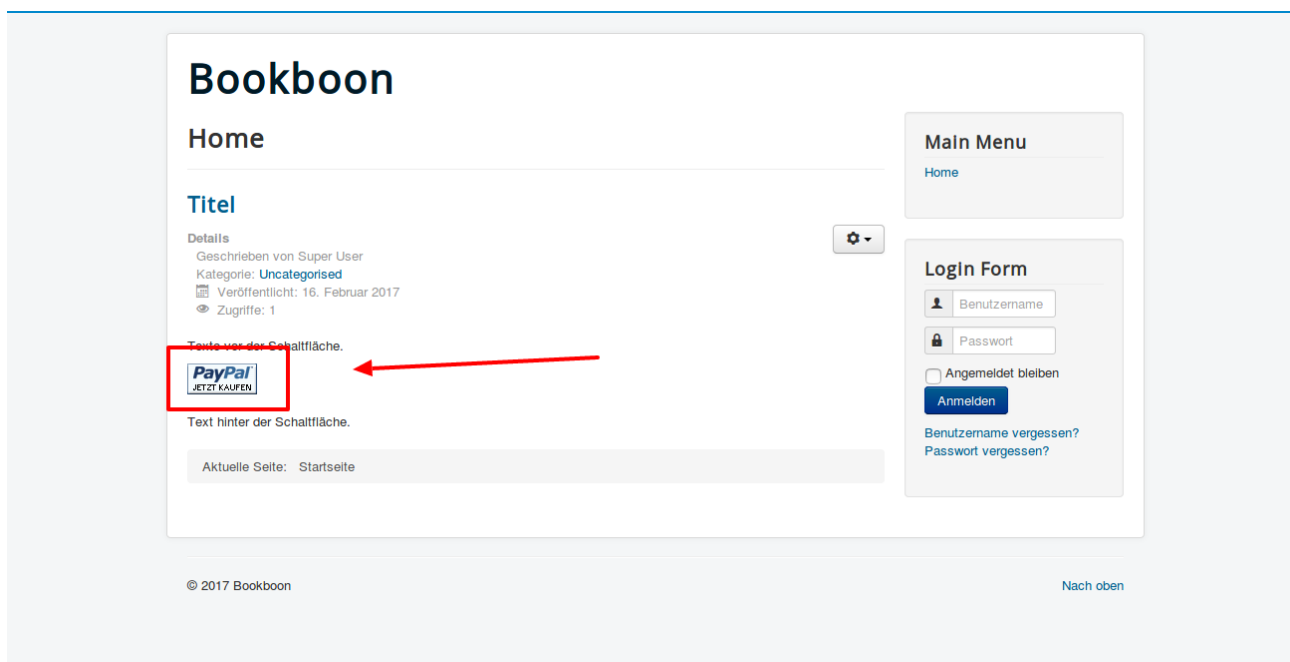 Bookboon
Home
Titel
Details
Geschrieben von Super User
Kategorie: Uncategorised
Veröffentlicht: 16. Februar 2017
Zugriffe: 1
Texte vor der Schaltfläche.
PayPal
JETZT KAUFEN
Text hinter der Schaltfläche.
Aktuelle Seite: Startseite
Main Menu
Home
Login Form
Benutzername
Passwort
Angemeldet bleiben
Anmelden
Benutzername vergessen?
Passwort vergessen?
© 2017 Bookboon
Nach oben